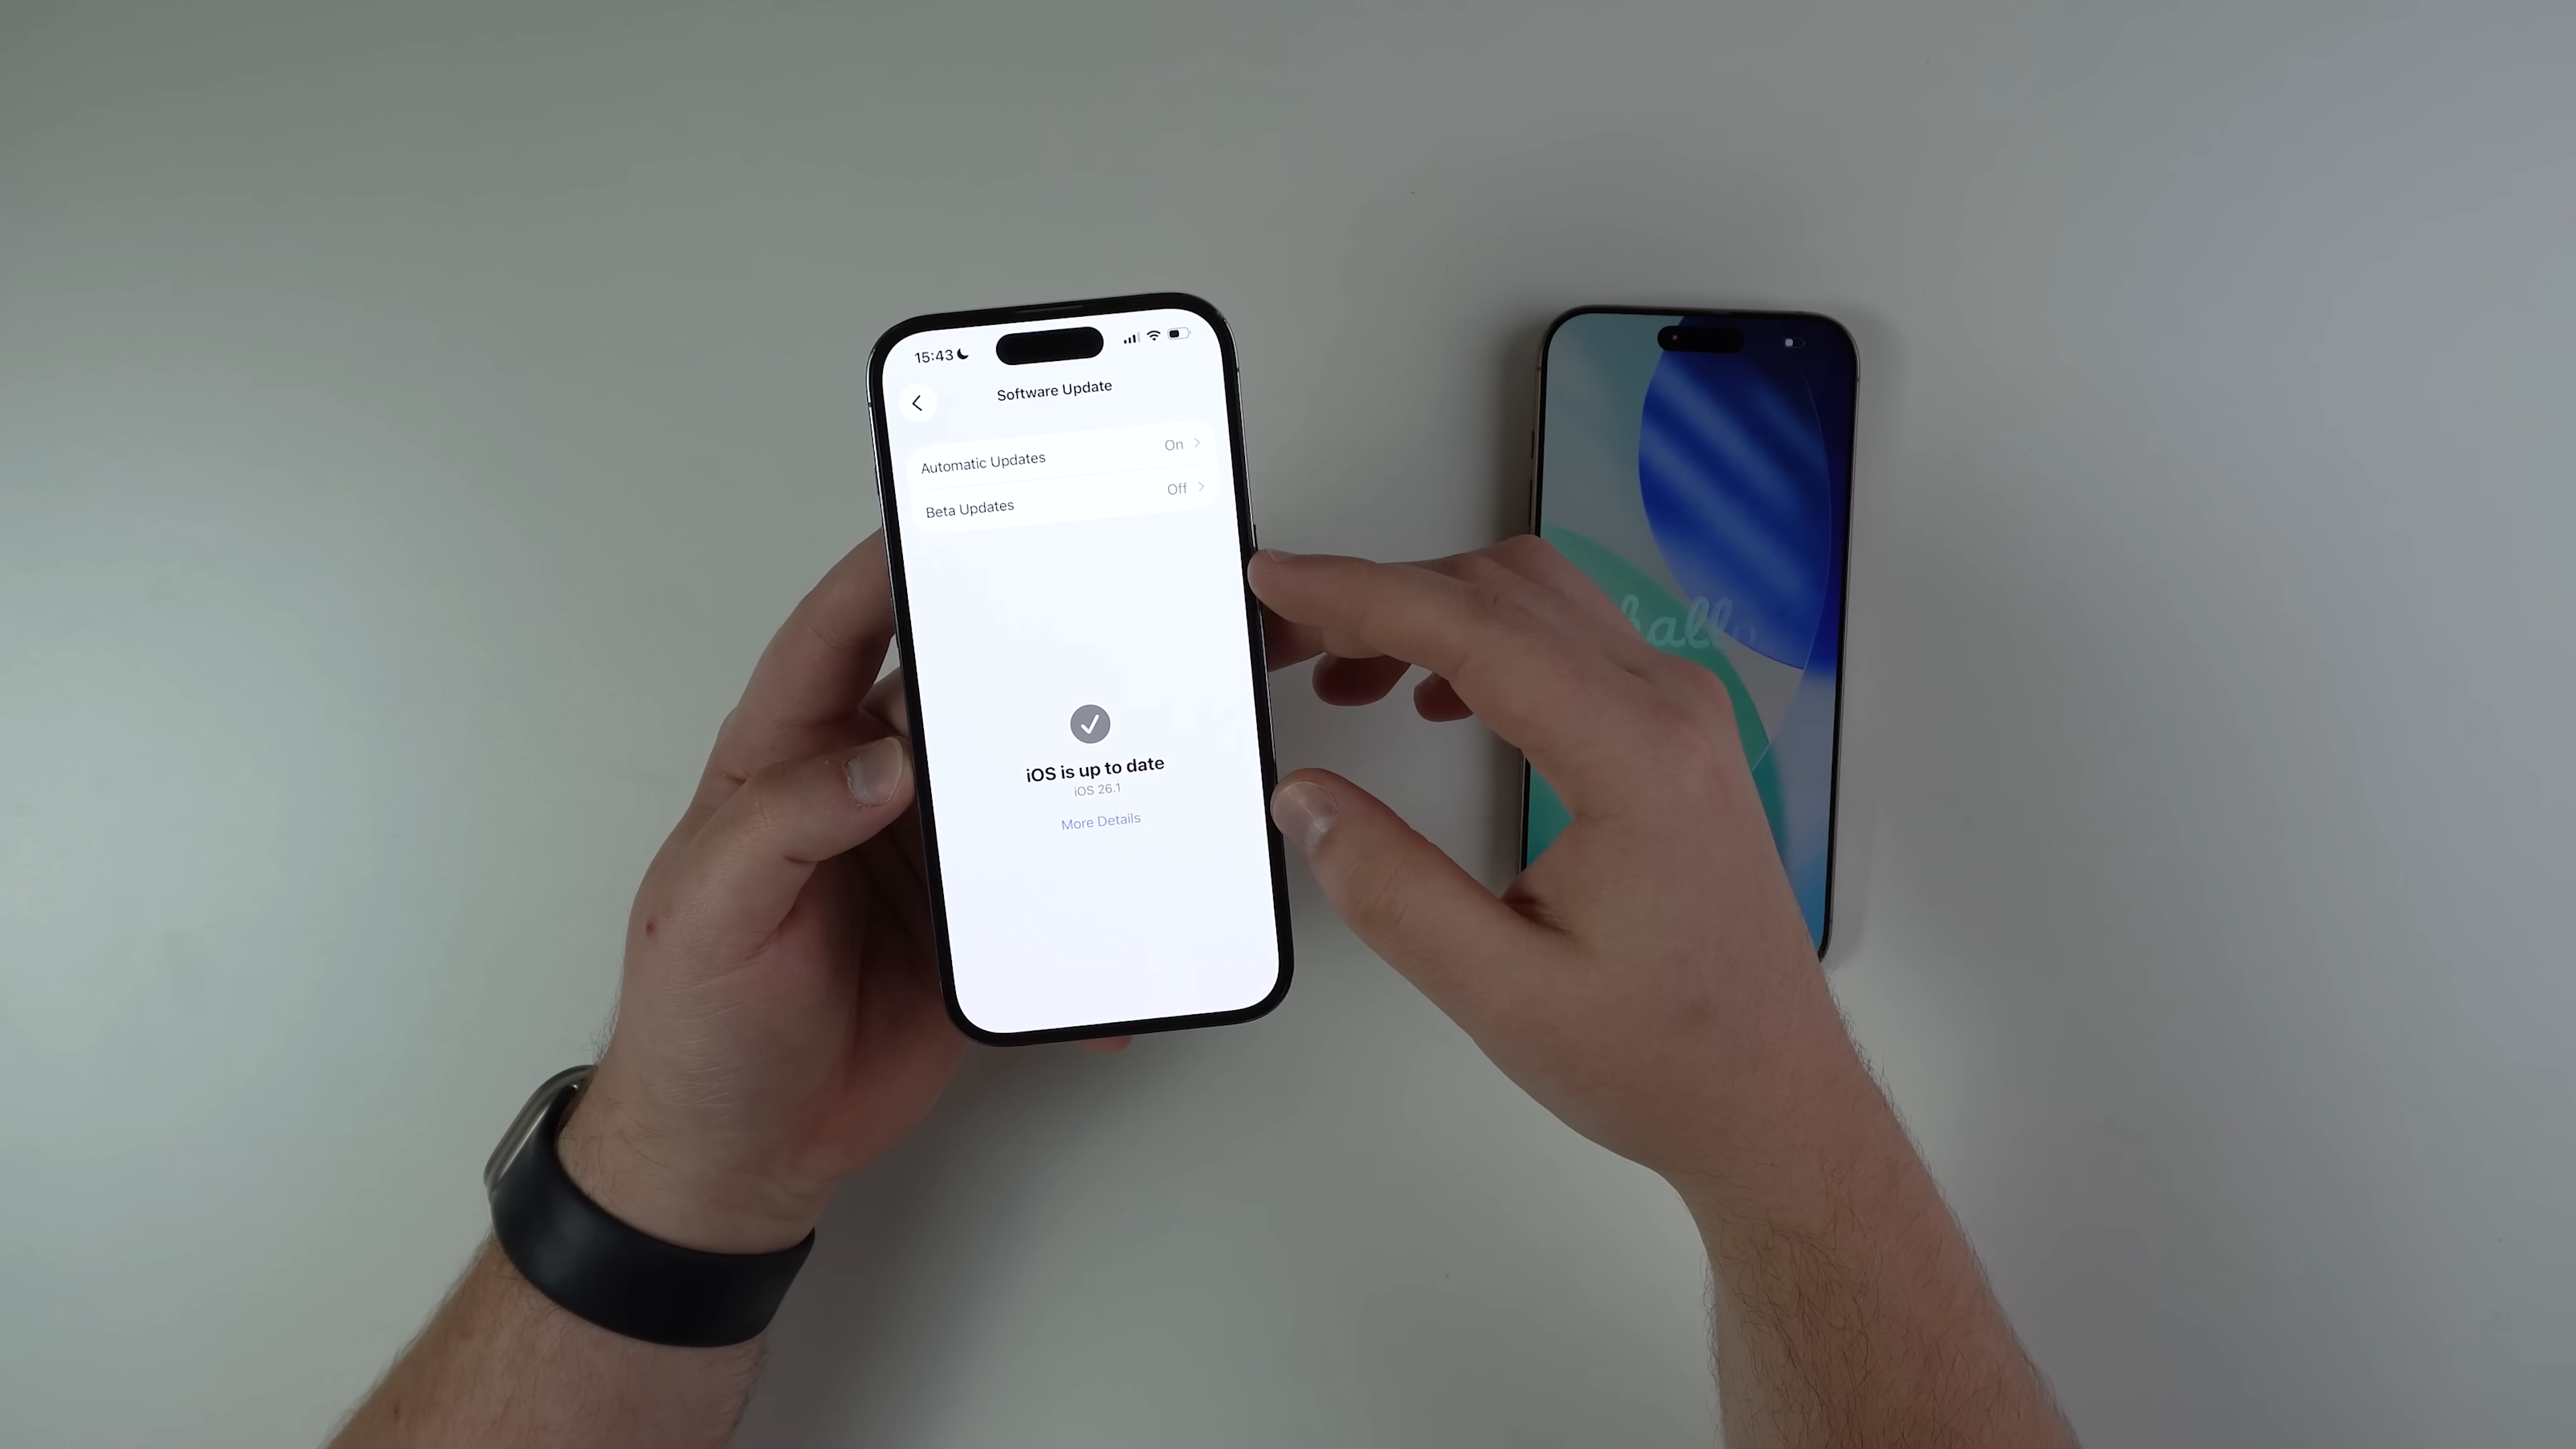 15:43
Software Update
Automatic Updates On
Beta Updates Off
iOS is up to date
iOS 26.1
More Details
hallo